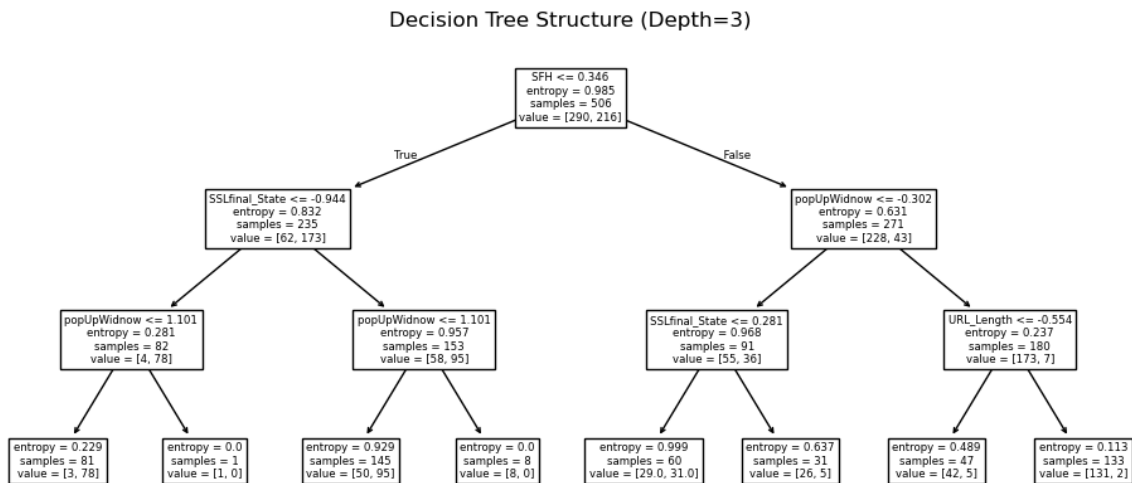 Decision Tree Structure (Depth=3)
SFH <= 0.346
entropy = 0.985
samples = 506
value = [290, 216]
True
False
SSLfinal_State <= -0.944
entropy = 0.832
samples = 235
value = [62, 173]
popUpWidnow <= -0.302
entropy = 0.631
samples = 271
value = [228, 43]
popUpWidnow <= 1.101
entropy = 0.281
samples = 82
value = [4, 78]
popUpWidnow <= 1.101
entropy = 0.957
samples = 153
value = [58, 95]
SSLfinal_State <= 0.281
entropy = 0.968
samples = 91
value = [55, 36]
URL_Length <= -0.554
entropy = 0.237
samples = 180
value = [173, 7]
entropy = 0.229
samples = 81
value = [3, 78]
entropy = 0.0
samples = 1
value = [1, 0]
entropy = 0.929
samples = 145
value = [50, 95]
entropy = 0.0
samples = 8
value = [8, 0]
entropy = 0.999
samples = 60
value = [29.0, 31.0]
entropy = 0.637
samples = 31
value = [26, 5]
entropy = 0.489
samples = 47
value = [42, 5]
entropy = 0.113
samples = 133
value = [131, 2]